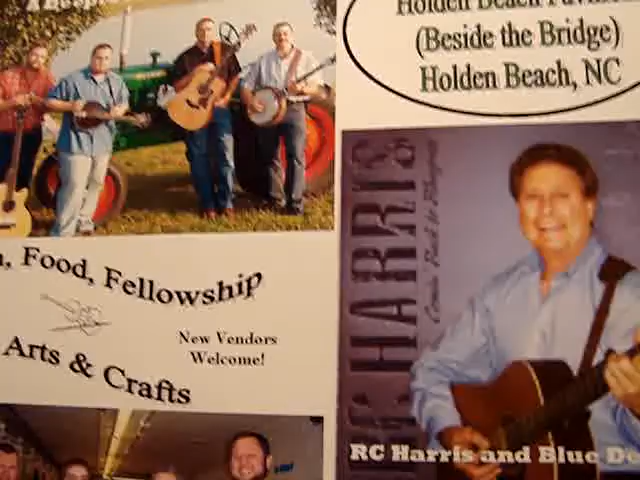 Holden Beach
(Beside the Bridge)
Holden Beach, NC
Food, Fellowship
New Vendors
Welcome!
Arts & Crafts
HARRIS
RC Harris and Blue